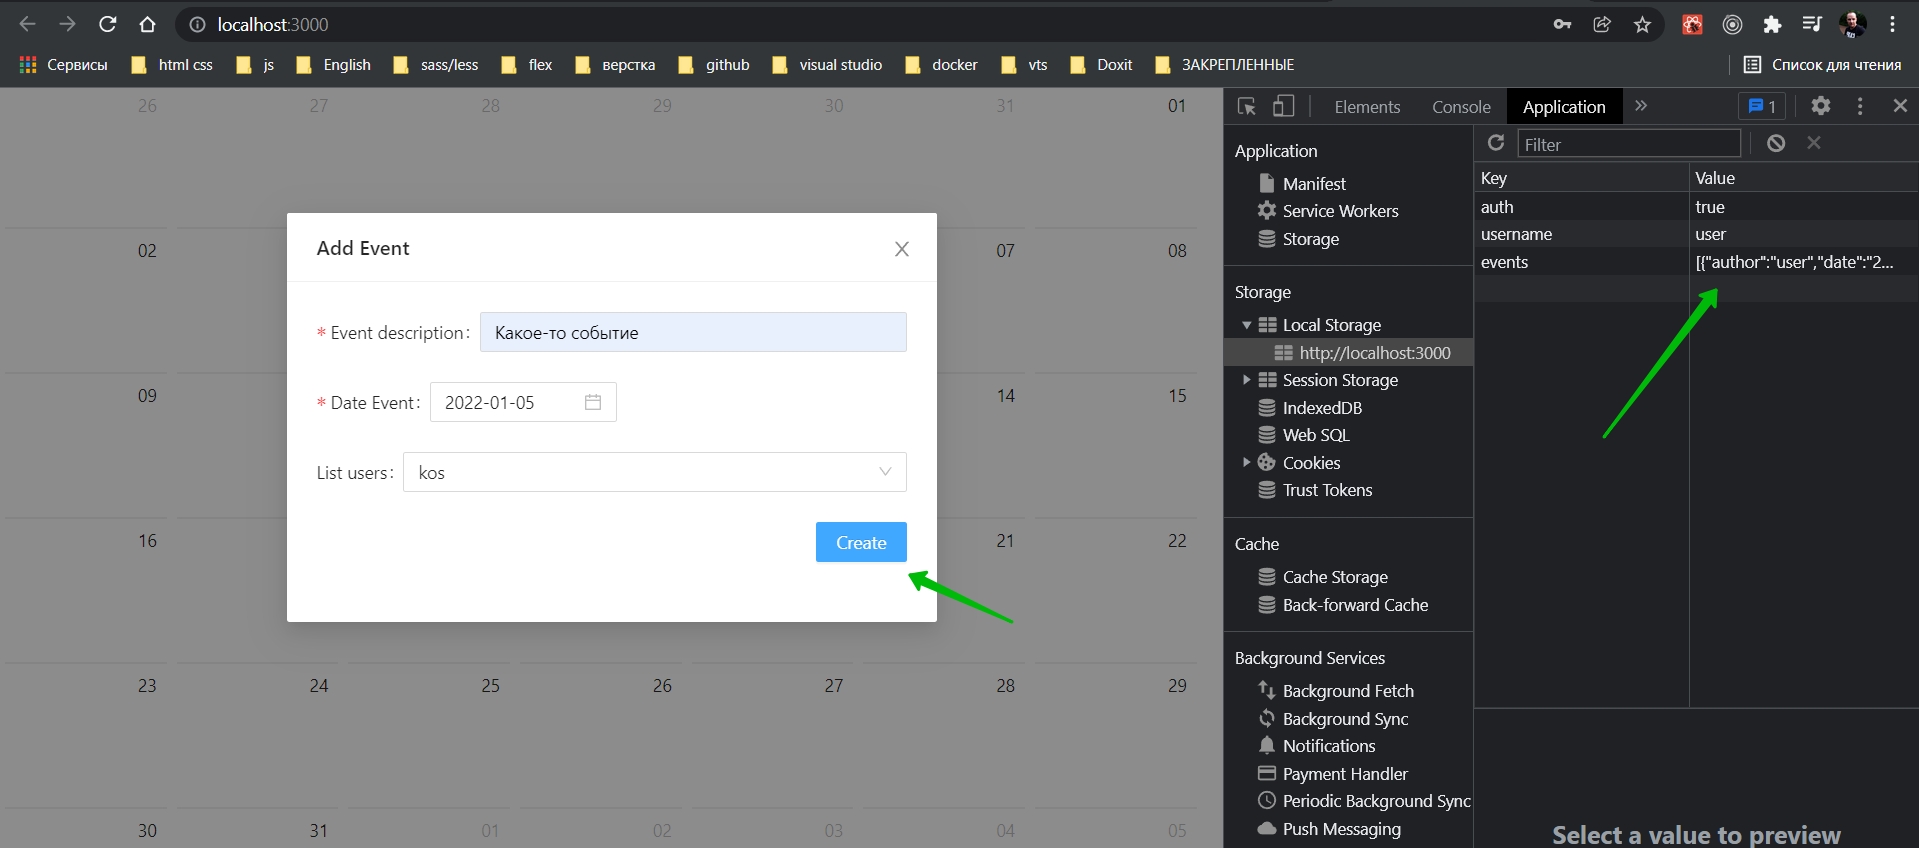 localhost:3000
Сервисы html css js English sass/less flex верстка github visual studio docker vts Doxit ЗАКРЕПЛЕННЫЕ Список для чтения
26 27 28 29 30 31 01
02 07 08
09 14 15
16 21 22
23 24 25 26 27 28 29
30 31 01 02 03 04 05
Add Event
* Event description: Какое-то событие
* Date Event: 2022-01-05
List users: kos
Create
Elements Console Application » 1
Application
Manifest
Service Workers
Storage
Storage
Local Storage
http://localhost:3000
Session Storage
IndexedDB
Web SQL
Cookies
Trust Tokens
Cache
Cache Storage
Back-forward Cache
Background Services
Background Fetch
Background Sync
Notifications
Payment Handler
Periodic Background Sync
Push Messaging
Filter
Key Value
auth true
username user
events [{"author":"user","date":"2...
Select a value to preview